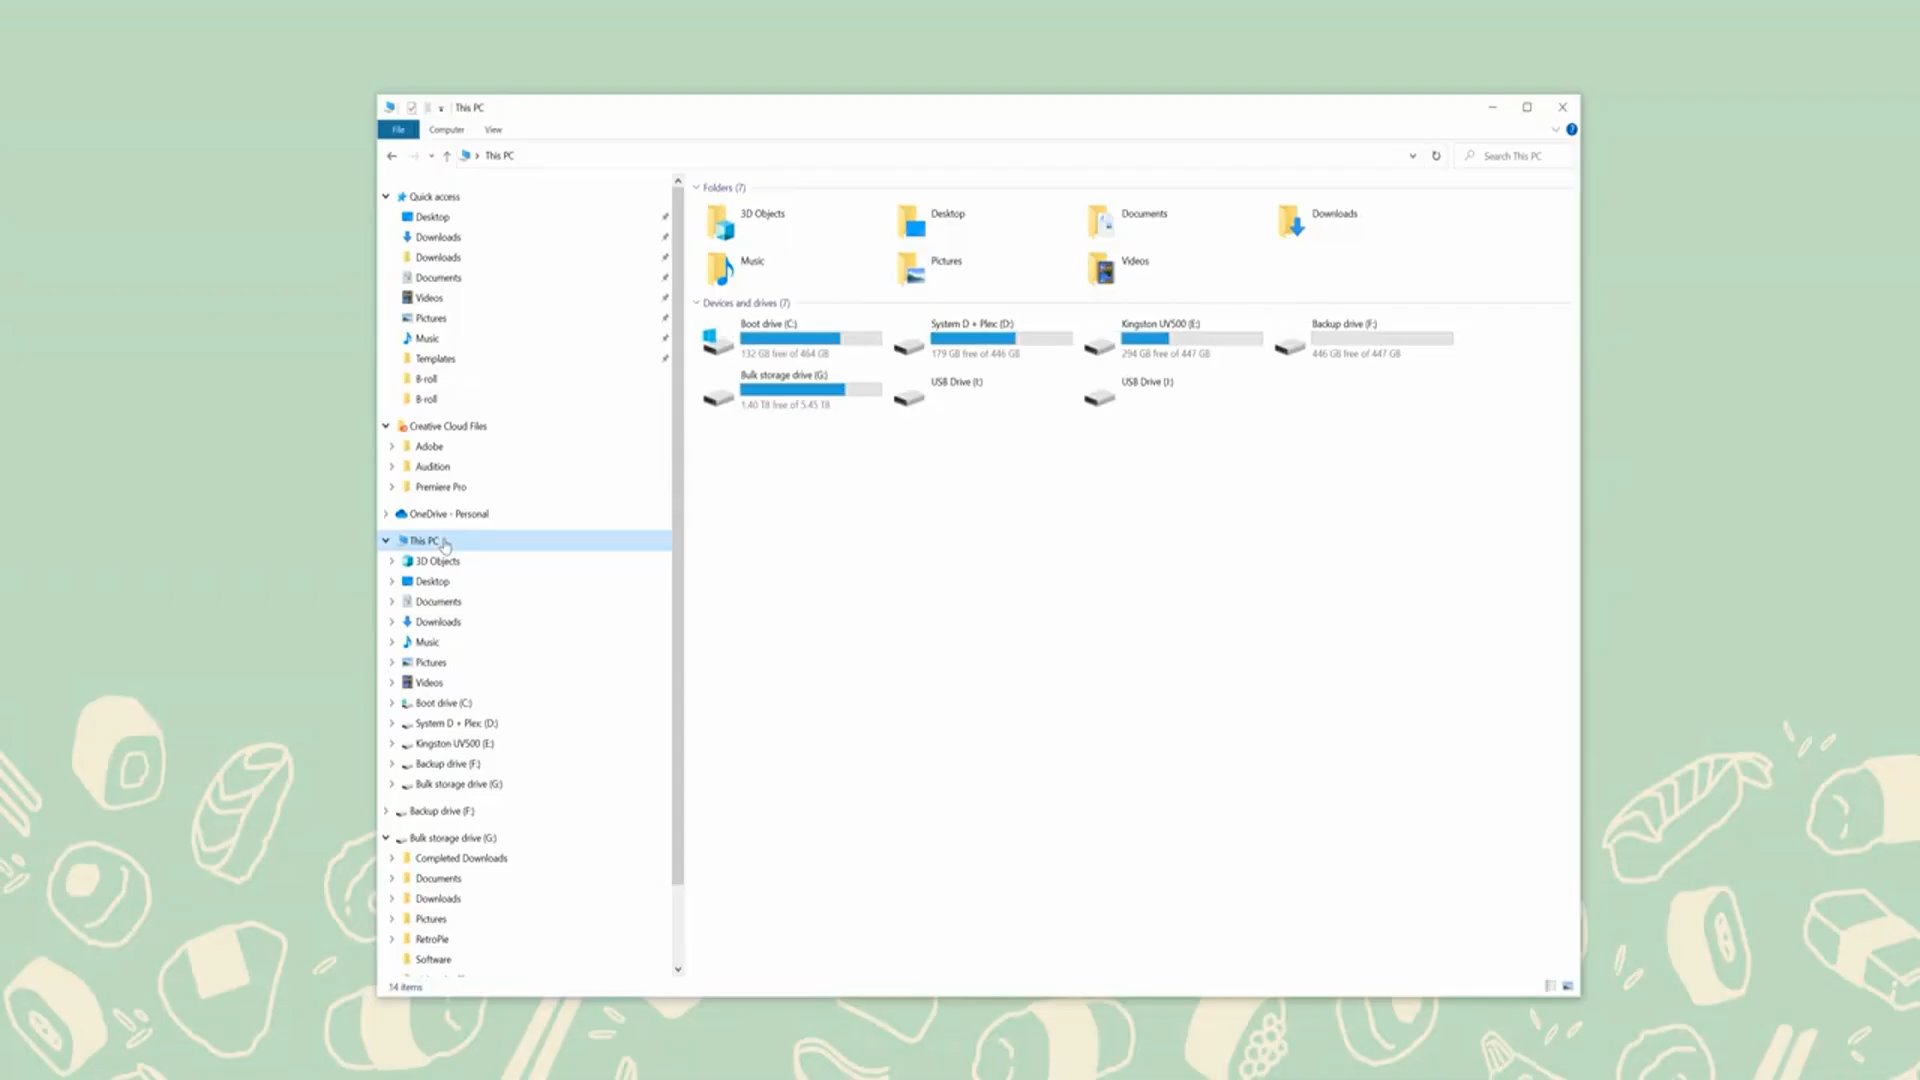 This PC
File
Computer
View
This PC
Search This PC
Quick access
Desktop
Downloads
Downloads
Documents
Videos
Pictures
Music
Templates
B-roll
B-roll
Creative Cloud Files
Adobe
Audition
Premiere Pro
OneDrive - Personal
This PC
3D Objects
Desktop
Documents
Downloads
Music
Pictures
Videos
Boot drive (C:)
System D + Plex (D:)
Kingston UV500 (E:)
Backup drive (F:)
Bulk storage drive (G:)
Backup drive (F:)
Bulk storage drive (G:)
Completed Downloads
Documents
Downloads
Pictures
RetroPie
Software
14 items
Folders (7)
3D Objects
Desktop
Documents
Downloads
Music
Pictures
Videos
Devices and drives (7)
Boot drive (C:)
132 GB free of 464 GB
System D + Plex (D:)
179 GB free of 446 GB
Kingston UV500 (E:)
294 GB free of 447 GB
Backup drive (F:)
446 GB free of 447 GB
Bulk storage drive (G:)
1.40 TB free of 5.45 TB
USB Drive (I:)
USB Drive (J:)